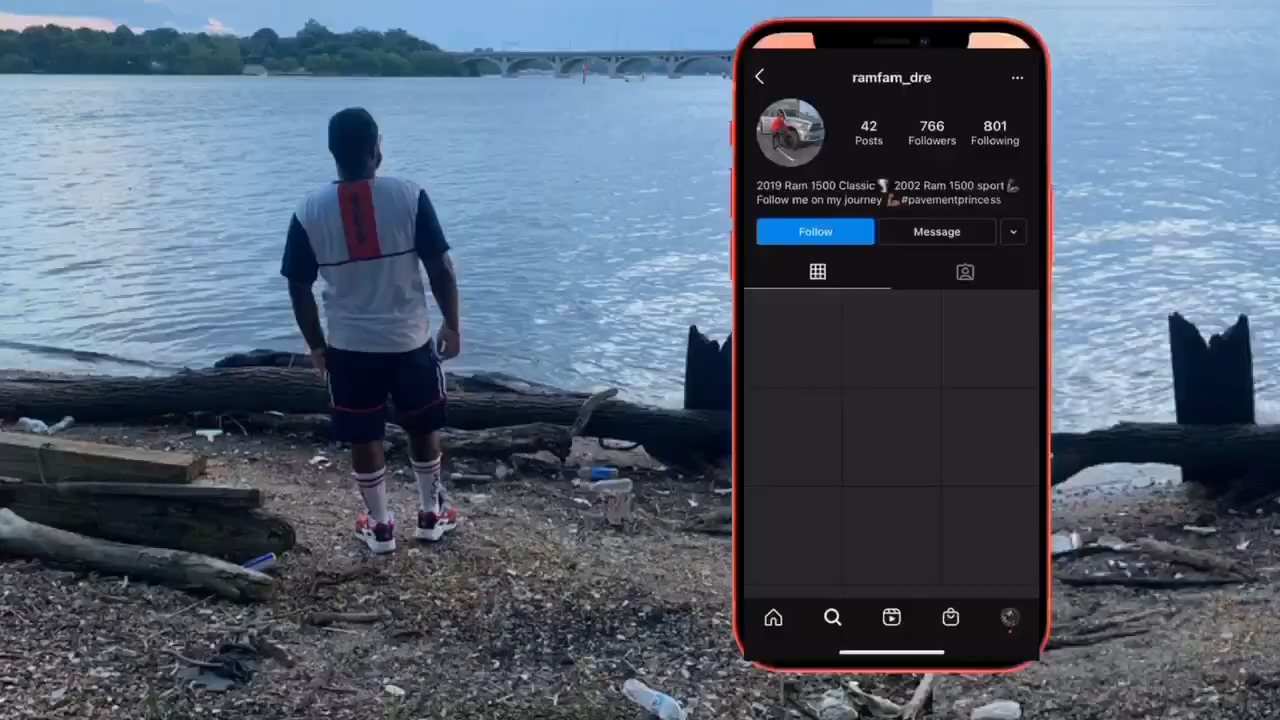 ramfam_dre
42
766
801
Posts
Followers
Following
2019 Ram 1500 Classic🌪️ 2002 Ram 1500 sport🦾
Follow me on my journey 💪🏾#pavementprincess
Follow
Message